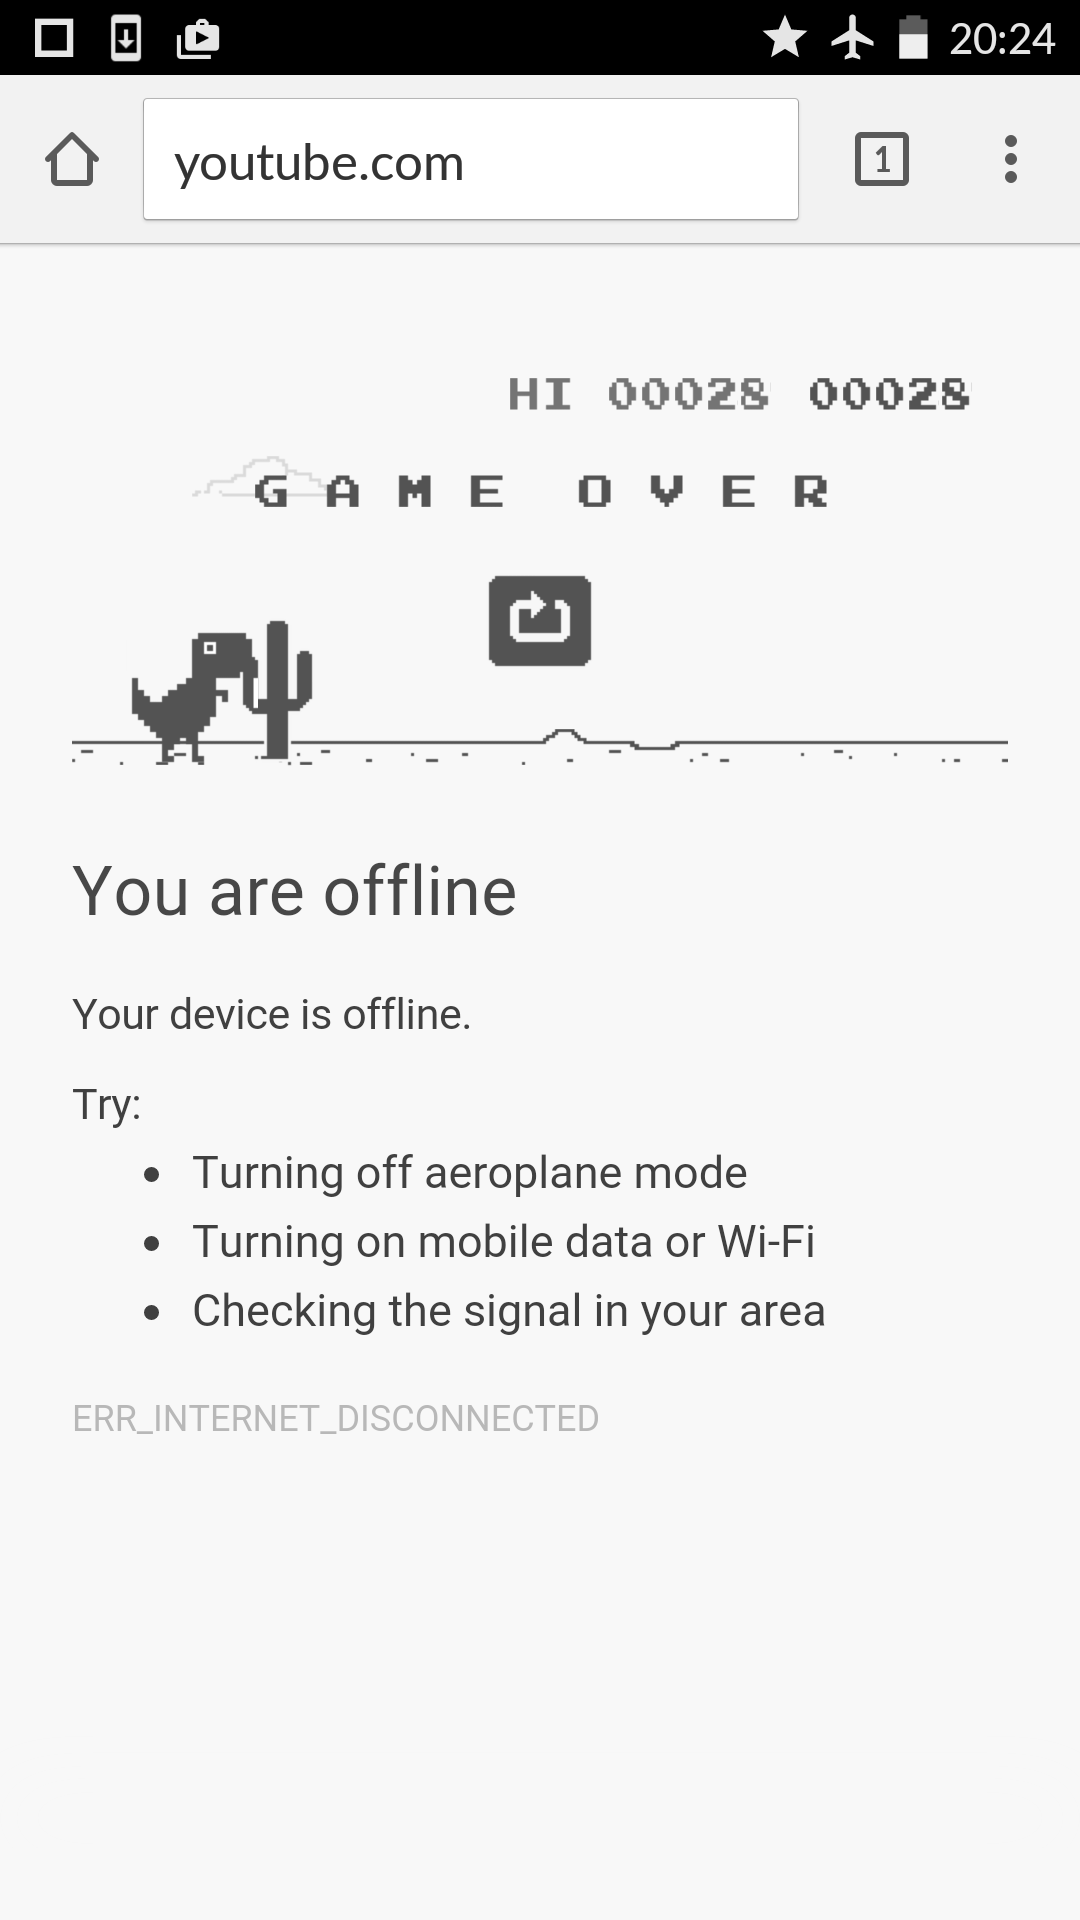 20:24
youtube.com
1
HI 00028 00028
GAME OVER
You are offline
Your device is offline.
Try:
• Turning off aeroplane mode
• Turning on mobile data or Wi-Fi
• Checking the signal in your area
ERR_INTERNET_DISCONNECTED